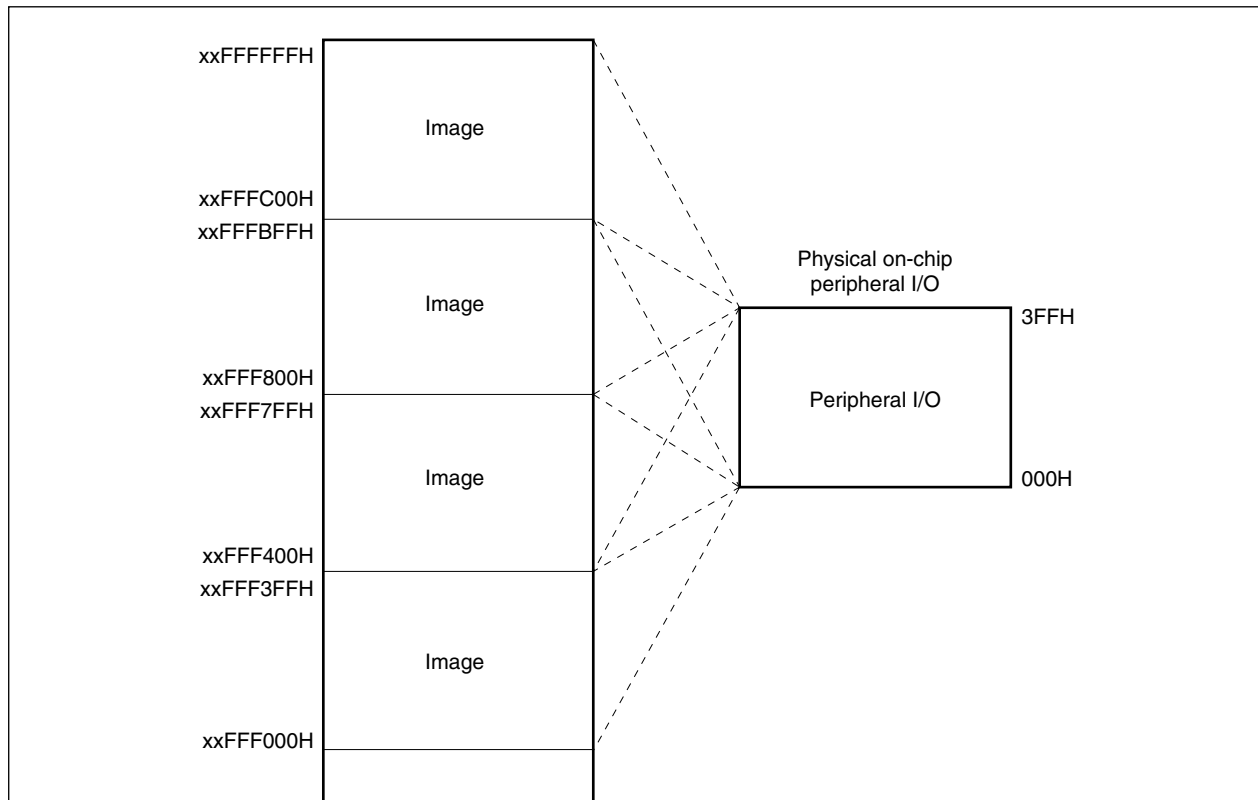 xxFFFFFFH
Image
xxFFFC00H
xxFFFBFFH
Physical on-chip
peripheral I/O
Image
3FFH
xxFFF800H
Peripheral I/O
xxFFF7FFH
Image
000H
xxFFF400H
xxFFF3FFH
Image
xxFFF000H